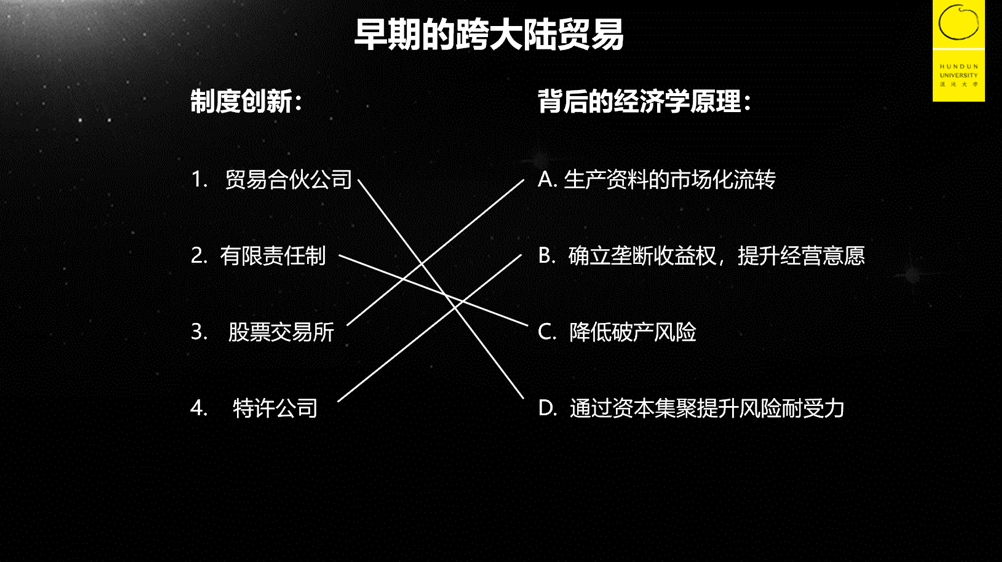 早期的跨大陆贸易
HUNDUN
UNIVERSITY
混沌大学
制度创新：
背后的经济学原理：
1. 贸易合伙公司
A. 生产资料的市场化流转
2. 有限责任制
B. 确立垄断收益权，提升经营意愿
3. 股票交易所
C. 降低破产风险
4. 特许公司
D. 通过资本集聚提升风险耐受力